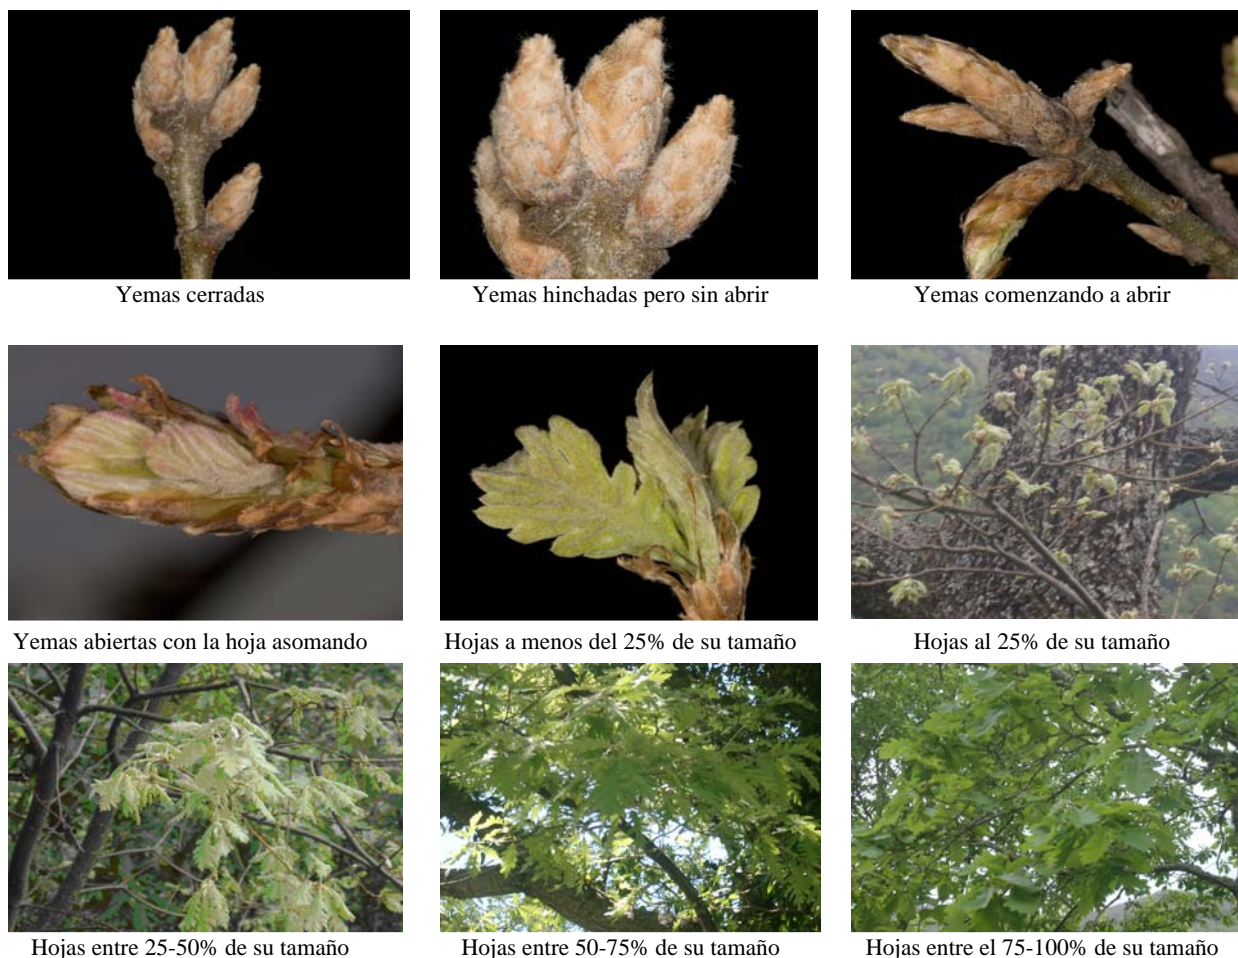 Yemas cerradas
Yemas hinchadas pero sin abrir
Yemas comenzando a abrir
Yemas abiertas con la hoja asomando
Hojas a menos del 25% de su tamaño
Hojas al 25% de su tamaño
Hojas entre 25-50% de su tamaño
Hojas entre 50-75% de su tamaño
Hojas entre el 75-100% de su tamaño